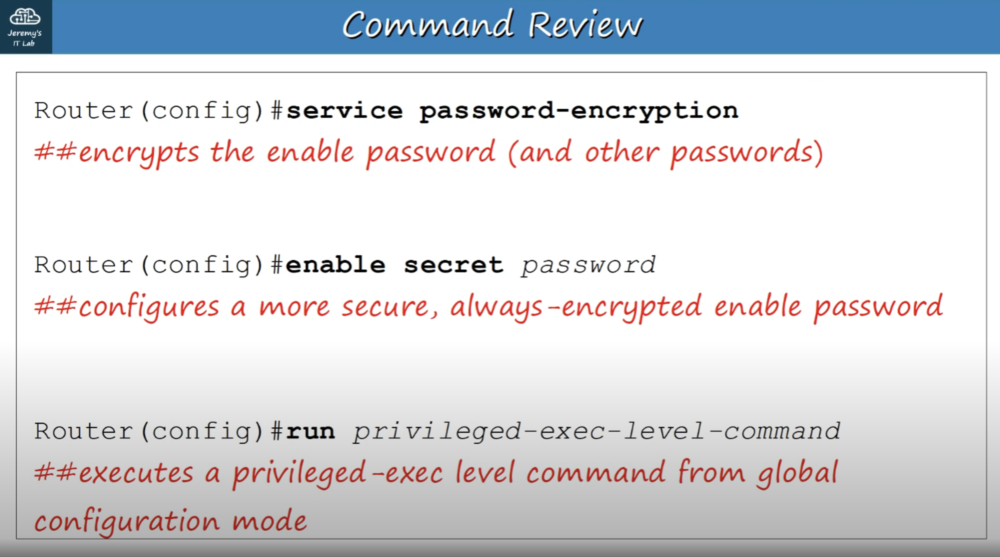 Jeremy's
IT Lab
Command Review
Router(config)#service password-encryption
##encrypts the enable password (and other passwords)
Router(config)#enable secret password
##configures a more secure, always-encrypted enable password
Router(config)#run privileged-exec-level-command
##executes a privileged-exec level command from global
configuration mode